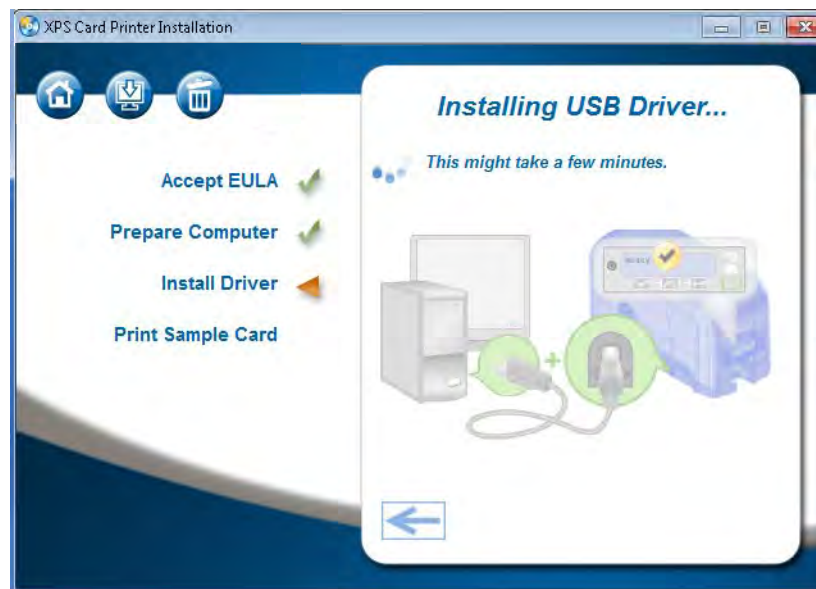 XPS Card Printer Installation
Installing USB Driver...
This might take a few minutes.
Accept EULA
Prepare Computer
Install Driver
Print Sample Card